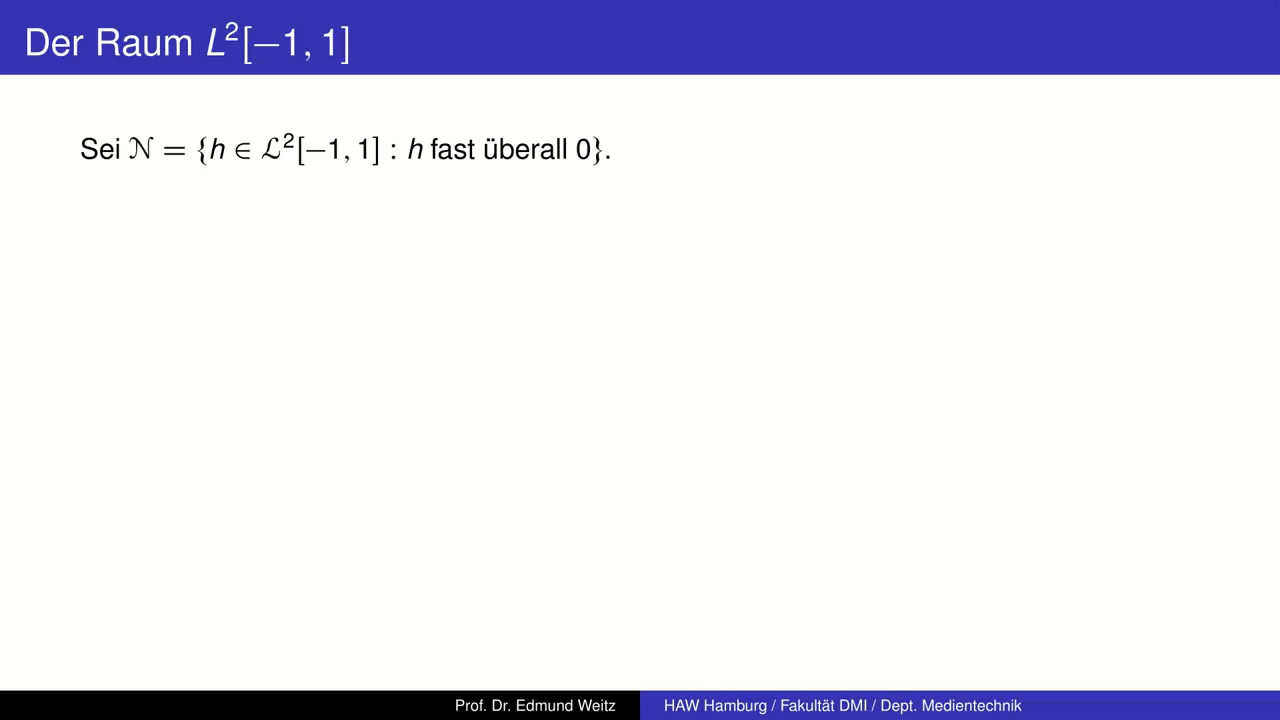 Der Raum L²[−1, 1]
Sei 𝒩 = {h ∈ ℒ²[−1, 1] : h fast überall 0}.
Prof. Dr. Edmund Weitz
HAW Hamburg / Fakultät DMI / Dept. Medientechnik